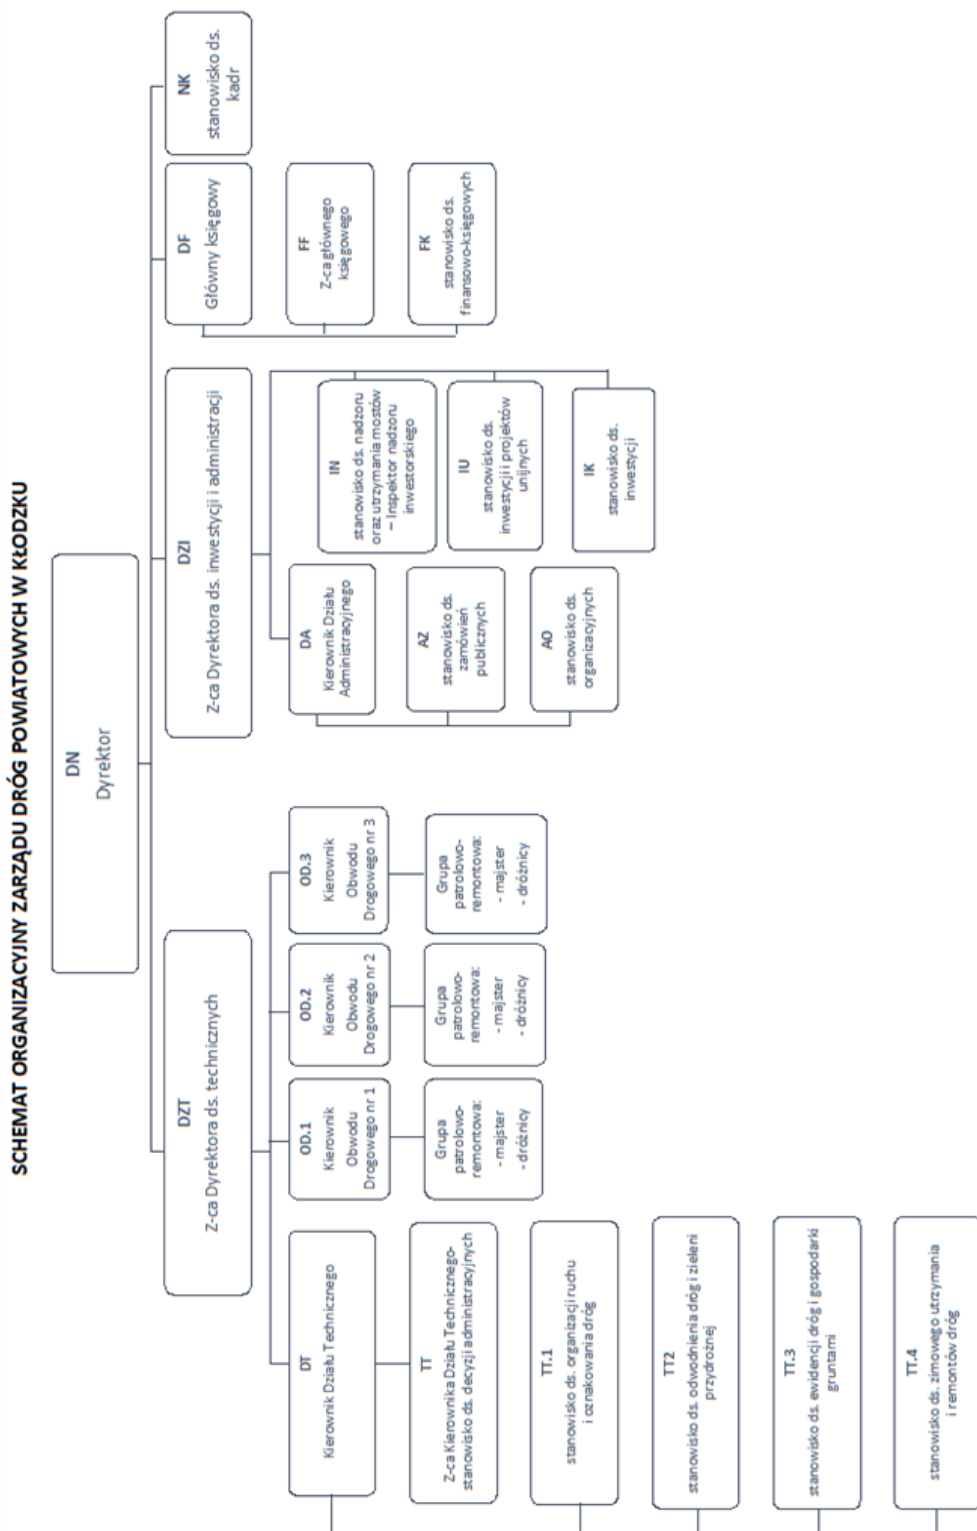 SCHEMAT ORGANIZACYJNY ZARZĄDU DRÓG POWIATOWYCH W KŁODZKU
DN
Dyrektor
DZT
Z-ca Dyrektora ds. technicznych
DZI
Z-ca Dyrektora ds. inwestycji i administracji
DF
Główny księgowy
NK
stanowisko ds.
kadr
DT
Kierownik Działu Technicznego
OD.1
Kierownik
Obwodu
Drogowego nr 1
OD.2
Kierownik
Obwodu
Drogowego nr 2
OD.3
Kierownik
Obwodu
Drogowego nr 3
DA
Kierownik Działu
Administracyjnego
IN
stanowisko ds. nadzoru
oraz utrzymania mostów
– Inspektor nadzoru
inwestorskiego
FF
Z-ca głównego
księgowego
TT
Z-ca Kierownika Działu Technicznego-
stanowisko ds. decyzji administracyjnych
Grupa
patrolowo-
remontowa:
- majster
- dróżnicy
Grupa
patrolowo-
remontowa:
- majster
- dróżnicy
Grupa
patrolowo-
remontowa:
- majster
- dróżnicy
AZ
stanowisko ds.
zamówień
publicznych
IU
stanowisko ds.
inwestycji i projektów
unijnych
FK
stanowisko ds.
finansowo-księgowych
TT.1
stanowisko ds. organizacji ruchu
i oznakowania dróg
AO
stanowisko ds.
organizacyjnych
IK
stanowisko ds.
inwestycji
TT2
stanowisko ds. odwodnienia dróg i zieleni
przydrożnej
TT.3
stanowisko ds. ewidencji dróg i gospodarki
gruntami
TT.4
stanowisko ds. zimowego utrzymania
i remontów dróg